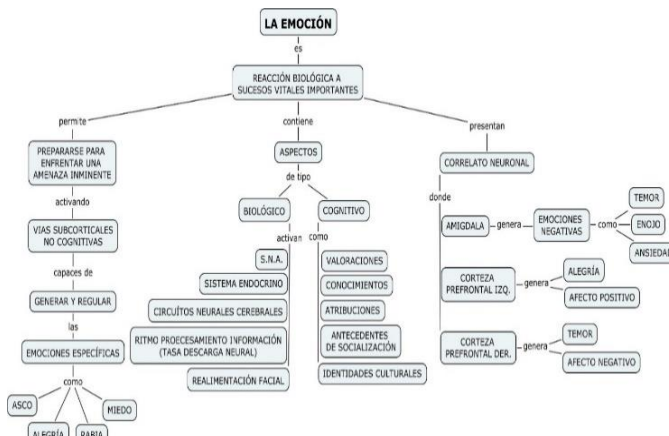 LA EMOCIÓN
es
REACCIÓN BIOLÓGICA A
SUCESOS VITALES IMPORTANTES
permite
contiene
presentan
PREPARARSE PARA
ENFRENTAR UNA
AMENAZA INMINENTE
activando
VIAS SUBCORTICALES
NO COGNITIVAS
capaces de
GENERAR Y REGULAR
las
EMOCIONES ESPECÍFICAS
como
ASCO
ALEGRÍA
RABIA
MIEDO
ASPECTOS
de tipo
BIOLÓGICO
COGNITIVO
activan
como
S.N.A.
SISTEMA ENDOCRINO
CIRCUÍTOS NEURALES CEREBRALES
RITMO PROECESAMIENTO INFORMACIÓN
(TASA DESCARGA NEURAL)
REALIMENTACIÓN FACIAL
VALORACIONES
CONOCIMIENTOS
ATRIBUCIONES
ANTECEDENTES
DE SOCIALIZACIÓN
IDENTIDADES CULTURALES
CORRELATO NEURONAL
donde
AMIGDALA
genera
EMOCIONES
NEGATIVAS
como
TEMOR
ENOJO
ANSIEDAD
CORTEZA
PREFRONTAL IZQ.
genera
ALEGRÍA
AFECTO POSITIVO
CORTEZA
PREFRONTAL DER.
genera
TEMOR
AFECTO NEGATIVO